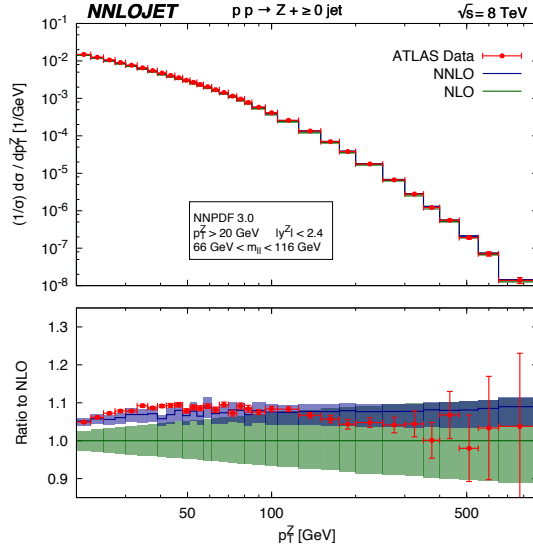 NNLOJET p p → Z + ≥ 0 jet √s = 8 TeV
10⁻¹
10⁻²
10⁻³
10⁻⁴
10⁻⁵
10⁻⁶
10⁻⁷
10⁻⁸
(1/σ) dσ / dp_T^Z [1/GeV]
ATLAS Data
NNLO
NLO
NNPDF 3.0
p_T^Z > 20 GeV |y^Z| < 2.4
66 GeV < m_ll < 116 GeV
1.3
1.2
1.1
1.0
0.9
Ratio to NLO
50 100 500
p_T^Z [GeV]